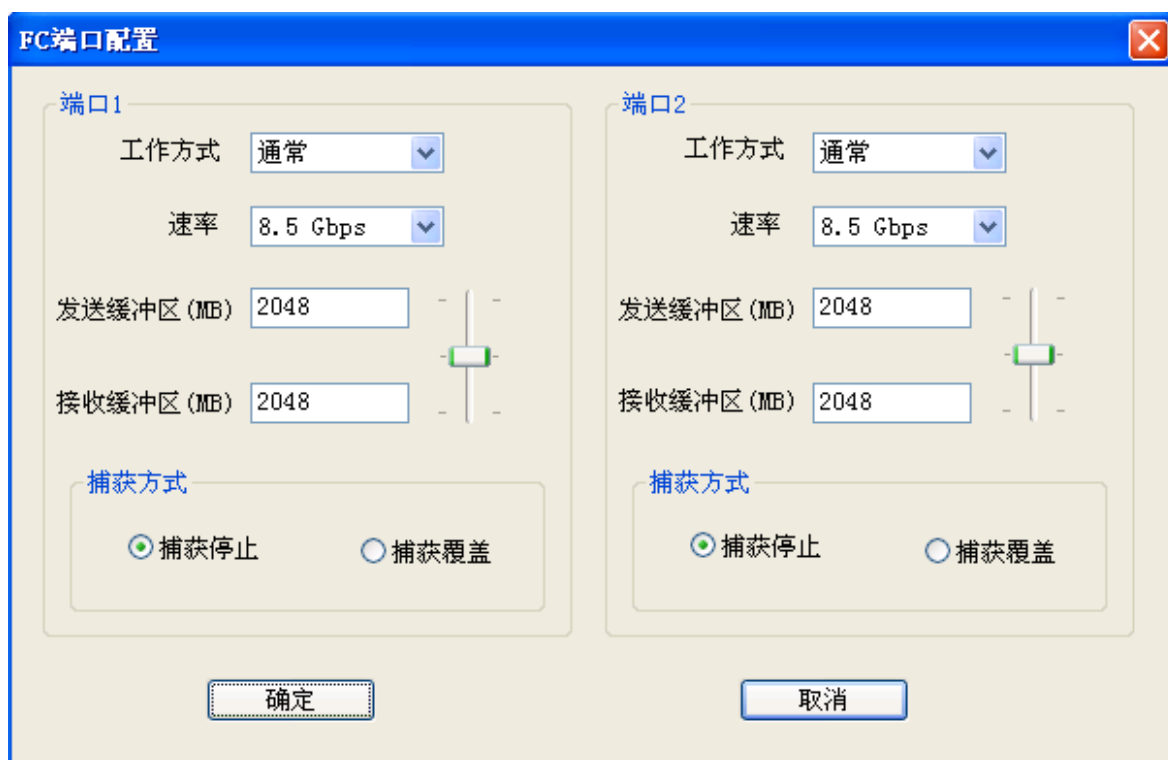 FC端口配置
端口1
工作方式 通常
速率 8.5 Gbps
发送缓冲区(MB) 2048
接收缓冲区(MB) 2048
捕获方式
捕获停止 捕获覆盖
端口2
工作方式 通常
速率 8.5 Gbps
发送缓冲区(MB) 2048
接收缓冲区(MB) 2048
捕获方式
捕获停止 捕获覆盖
确定 取消